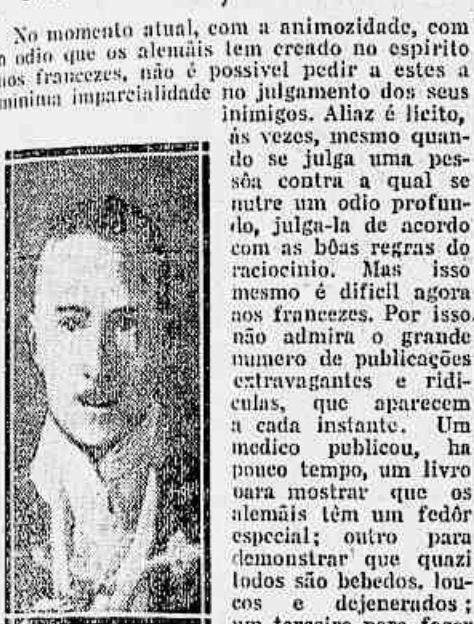 No momento atual, com a animozidade, com
o odio que os alemãis tem creado no espirito
aos francezes, não é possivel pedir a estes a
minima imparcialidade no julgamento dos seus
inimigos. Aliaz é licito,
ás vezes, mesmo quan-
do se julga uma pes-
sôa contra a qual se
nutre um odio profun-
do, julga-la de acordo
com as bôas regras do
raciocinio. Mas isso
mesmo é dificil agora
aos francezes. Por isso
não admira o grande
numero de publicações
extravagantes e ridi-
culas, que aparecem
a cada instante. Um
medico publicou, ha
pouco tempo, um livro
para mostrar que os
alemãis têm um fedôr
especial; outro para
demonstrar que quazi
todos são bebedos, lou-
cos e dejenerados;
um terceiro para fazer